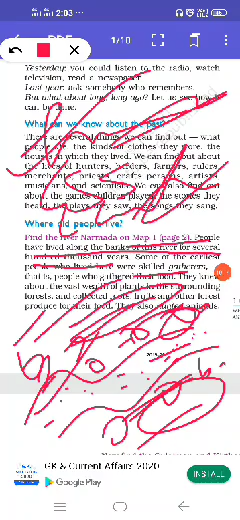 2:03
1/10
Yesterday: you could listen to the radio, watch
television, read a newspaper.
Last year: ask somebody who remembers.
But what about long, long ago? Let us see how it
can be done.
What can we know about the past?
There are several things we can find out — what
people ate, the kinds of clothes they wore, the
houses in which they lived. We can find out about
the lives of hunters, herders, farmers, rulers,
merchants, priests, crafts persons, artists,
musicians, and scientists. We can also find out
about the games children played, the stories they
heard, the plays they saw, the songs they sang.
Where did people live?
Find the river Narmada on Map 1 (page 2). People
have lived along the banks of this river for several
hundred thousand years. Some of the earliest
people who lived here were skilled gatherers, —
that is, people who gathered their food. They knew
about the vast wealth of plants in the surrounding
forests, and collected roots, fruits and other forest
produce for their food. They also hunted animals.
GK & Current Affairs 2020
Google Play
INSTALL